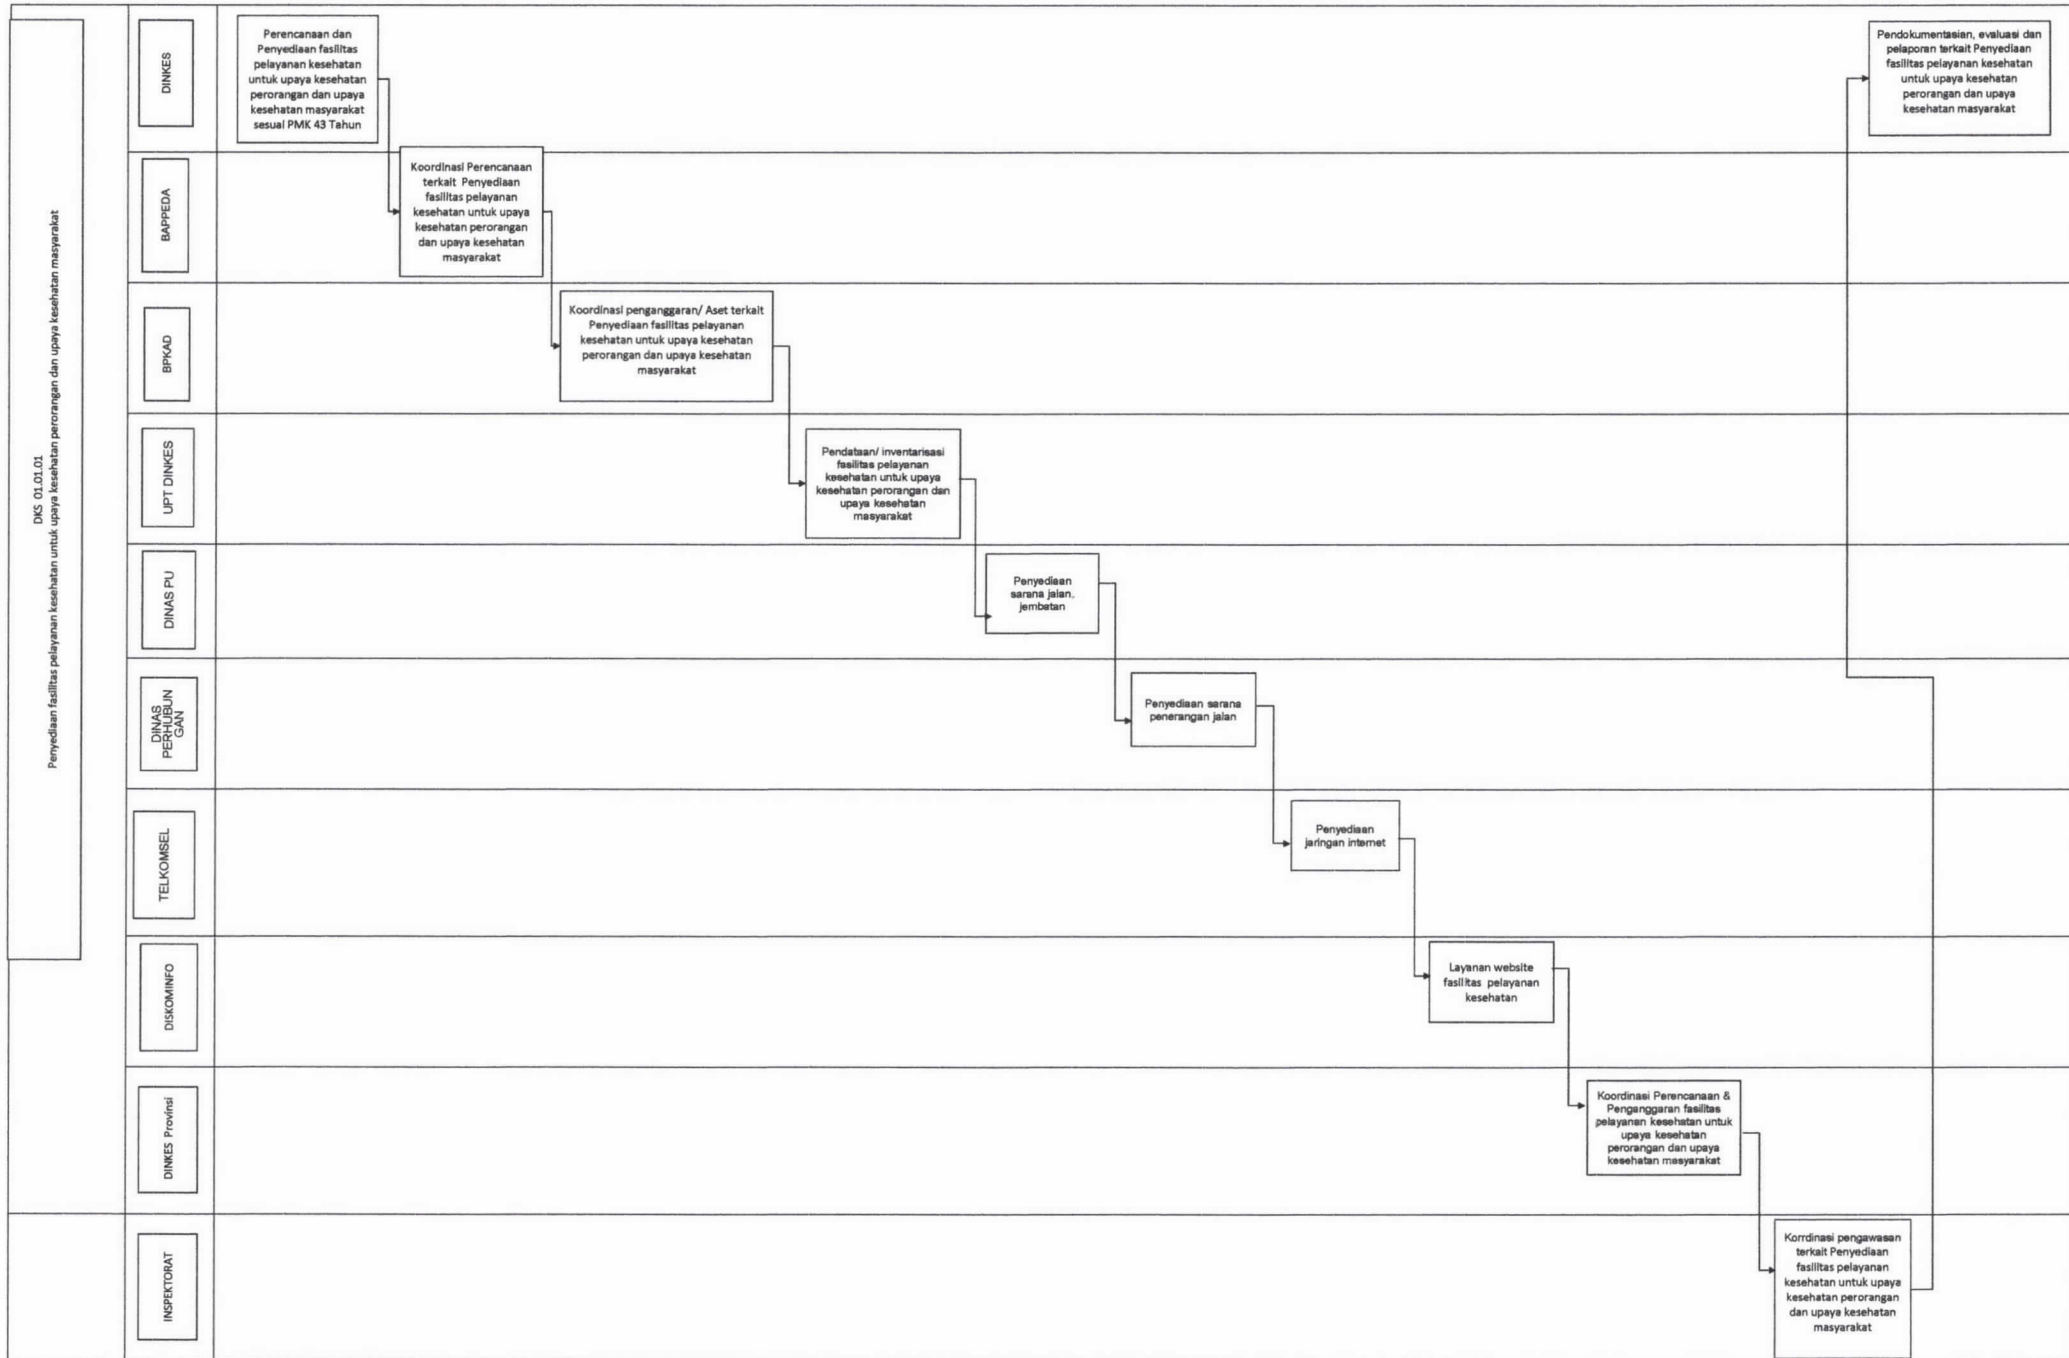 DKS 01.01.01
Penyediaan fasilitas pelayanan kesehatan untuk upaya kesehatan perorangan dan upaya kesehatan masyarakat
DINKES
Perencanaan dan
Penyediaan fasilitas
pelayanan kesehatan
untuk upaya kesehatan
perorangan dan upaya
kesehatan masyarakat
sesuai PMK 43 Tahun
Pendokumentasian, evaluasi dan
pelaporan terkait Penyediaan
fasilitas pelayanan kesehatan
untuk upaya kesehatan
perorangan dan upaya
kesehatan masyarakat
BAPPEDA
Koordinasi Perencanaan
terkait Penyediaan
fasilitas pelayanan
kesehatan untuk upaya
kesehatan perorangan
dan upaya kesehatan
masyarakat
BPKAD
Koordinasi penganggaran/ Aset terkait
Penyediaan fasilitas pelayanan
kesehatan untuk upaya kesehatan
perorangan dan upaya kesehatan
masyarakat
UPT DINKES
Pendataan/ inventarisasi
fasilitas pelayanan
kesehatan untuk upaya
kesehatan perorangan dan
upaya kesehatan
masyarakat
DINAS PU
Penyediaan
sarana jalan,
jembatan
DINAS
PERHUBUN
GAN
Penyediaan sarana
penerangan jalan
TELKOMSEL
Penyediaan
jaringan internet
DISKOMINFO
Layanan website
fasilitas pelayanan
kesehatan
DINKES Provinsi
Koordinasi Perencanaan &
Penganggaran fasilitas
pelayanan kesehatan untuk
upaya kesehatan
perorangan dan upaya
kesehatan masyarakat
INSPEKTORAT
Korrdinasi pengawasan
terkait Penyediaan
fasilitas pelayanan
kesehatan untuk upaya
kesehatan perorangan
dan upaya kesehatan
masyarakat